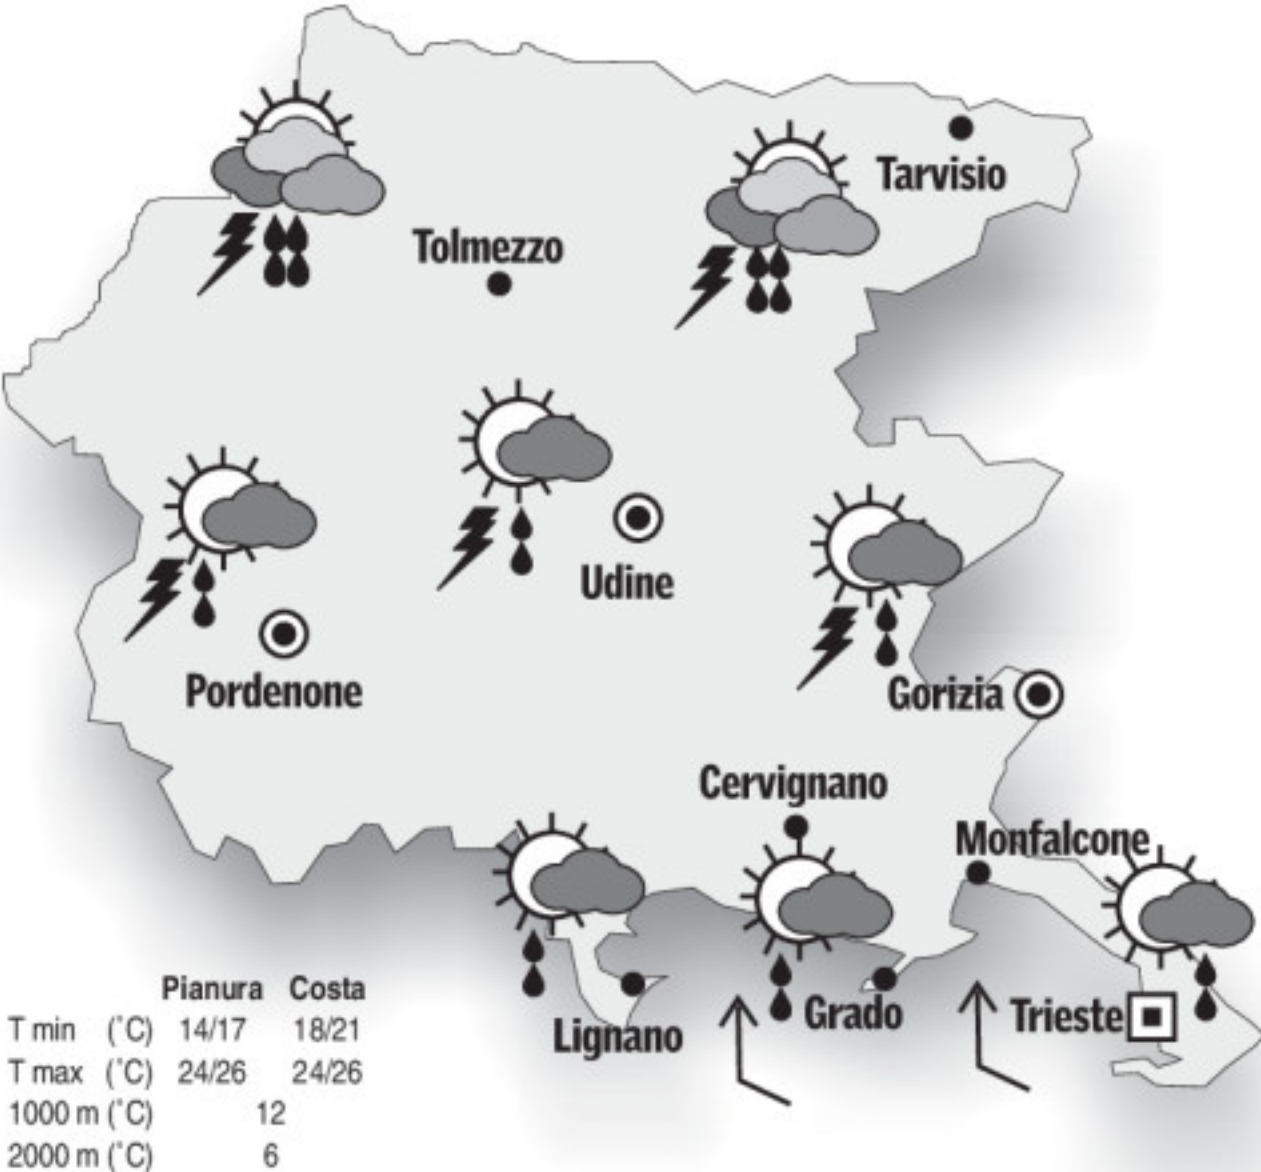 Tarvisio
Tolmezzo
Udine
Pordenone
Gorizia
Cervignano
Monfalcone
Grado
Trieste
Lignano
Pianura Costa
T min (°C) 14/17 18/21
T max (°C) 24/26 24/26
1000 m (°C) 12
2000 m (°C) 6